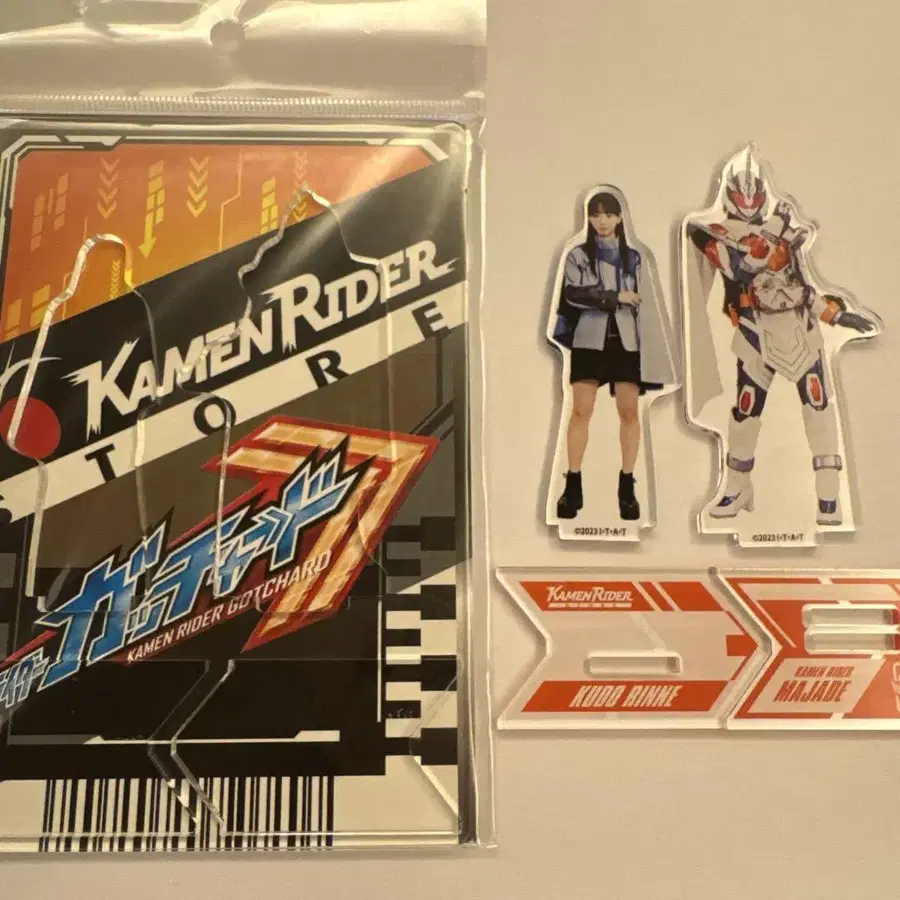 KAMEN RIDER
STORE
ガッチャード
KAMEN RIDER GOTCHARD
©2023 I・T・A・T
©2023 I・T・A・T
KAMEN RIDER
STORE
KUDO RINNE
KAMEN RIDER
MAJADE